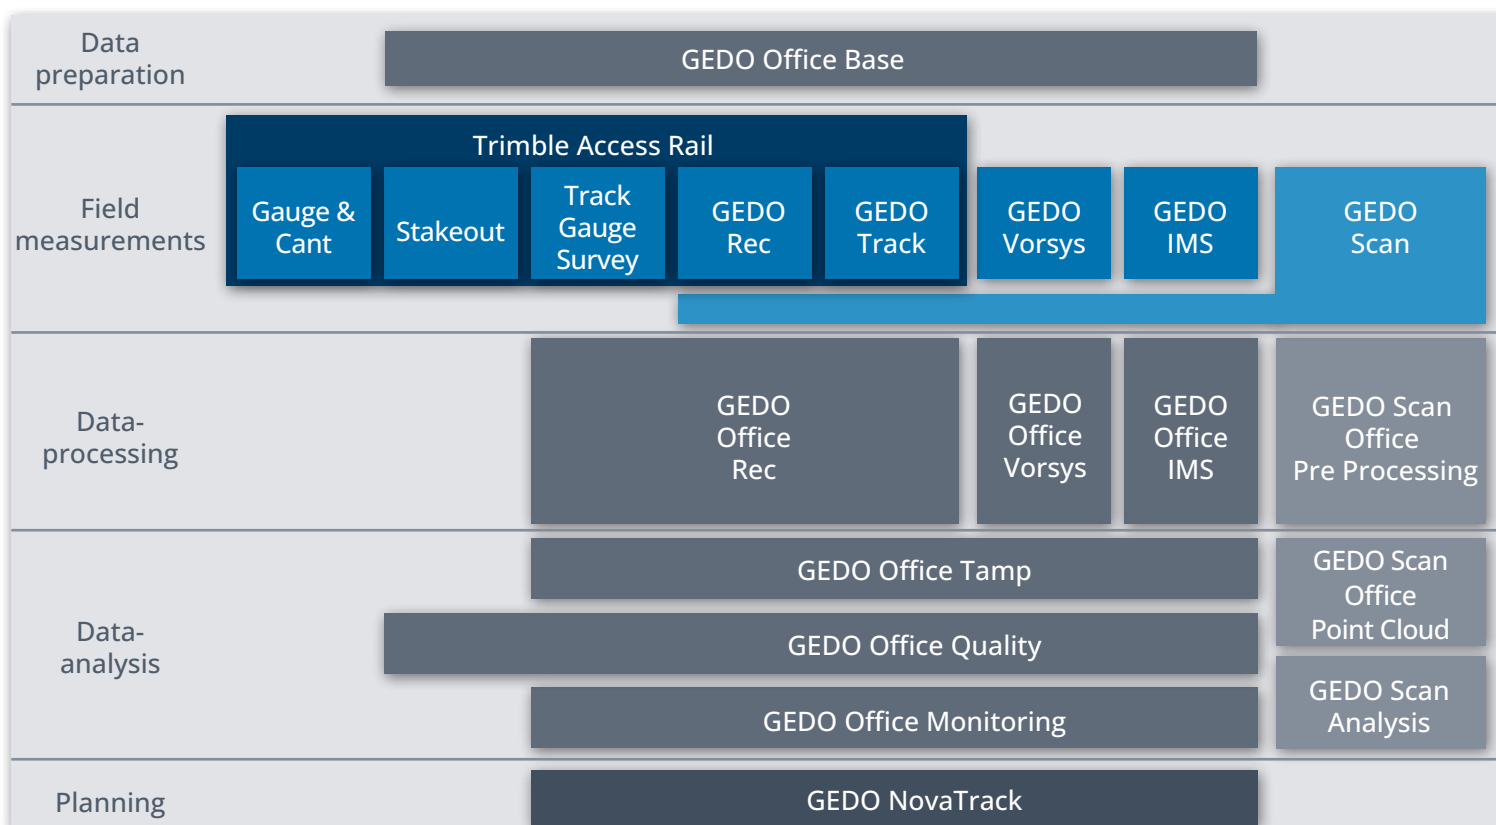 Data
preparation
GEDO Office Base
Field
measurements
Trimble Access Rail
Gauge &
Cant
Stakeout
Track
Gauge
Survey
GEDO
Rec
GEDO
Track
GEDO
Vorsys
GEDO
IMS
GEDO
Scan
Data-
processing
GEDO
Office
Rec
GEDO
Office
Vorsys
GEDO
Office
IMS
GEDO Scan
Office
Pre Processing
Data-
analysis
GEDO Office Tamp
GEDO Office Quality
GEDO Office Monitoring
GEDO Scan
Office
Point Cloud
GEDO Scan
Analysis
Planning
GEDO NovaTrack